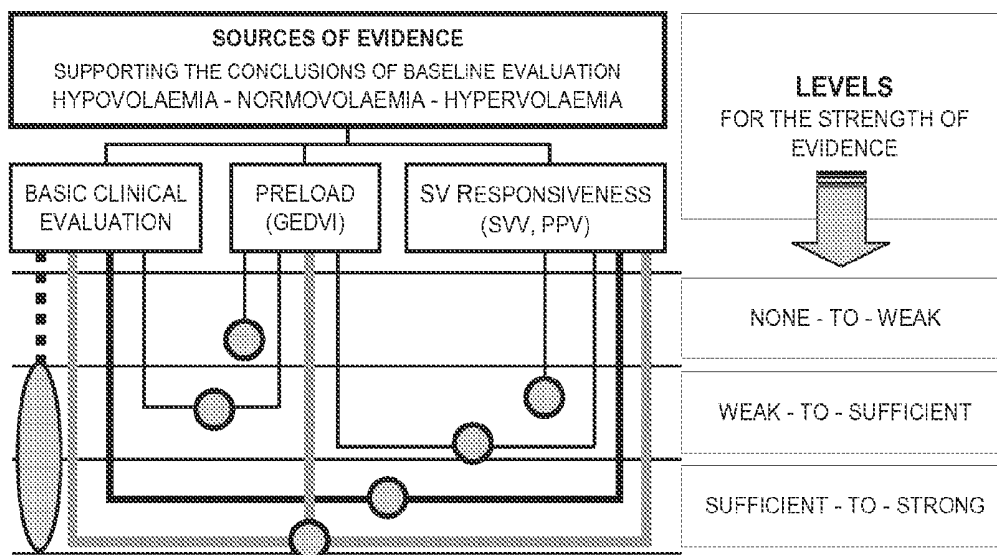 SOURCES OF EVIDENCE
SUPPORTING THE CONCLUSIONS OF BASELINE EVALUATION
HYPOVOLAEMIA - NORMOVOLAEMIA - HYPERVOLAEMIA
LEVELS
FOR THE STRENGTH OF
EVIDENCE
BASIC CLINICAL
EVALUATION
PRELOAD
(GEDVI)
SV RESPONSIVENESS
(SVV, PPV)
NONE - TO - WEAK
WEAK - TO - SUFFICIENT
SUFFICIENT - TO - STRONG